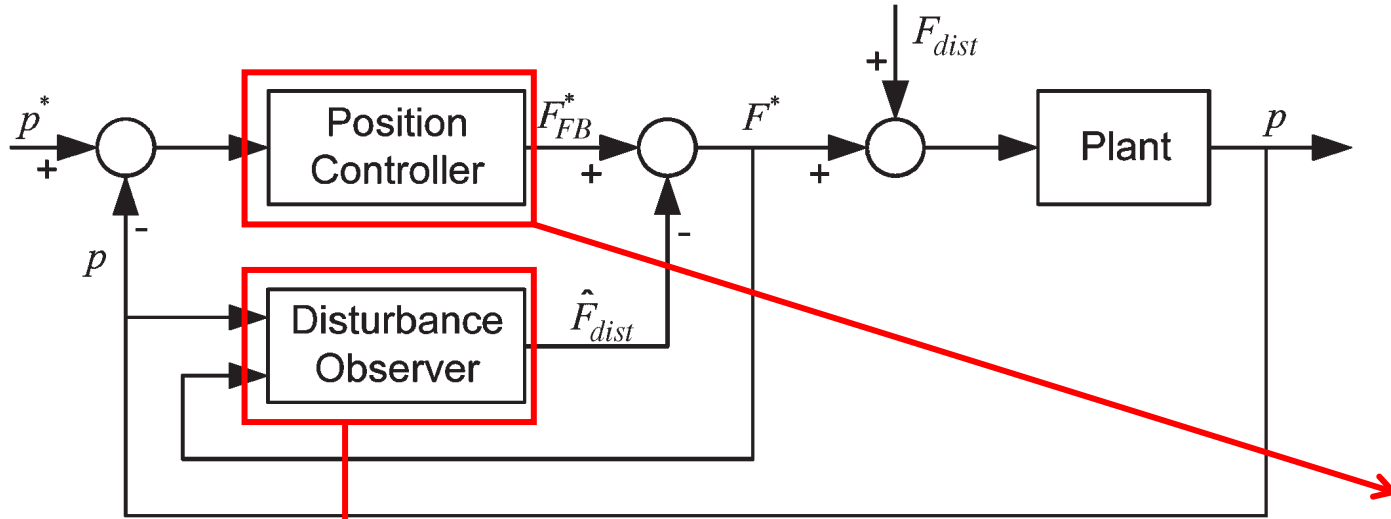 F_dist
+
p*
+
Position
Controller
F*_FB
+
F*
+
Plant
p
-
p
-
Disturbance
Observer
F̂_dist